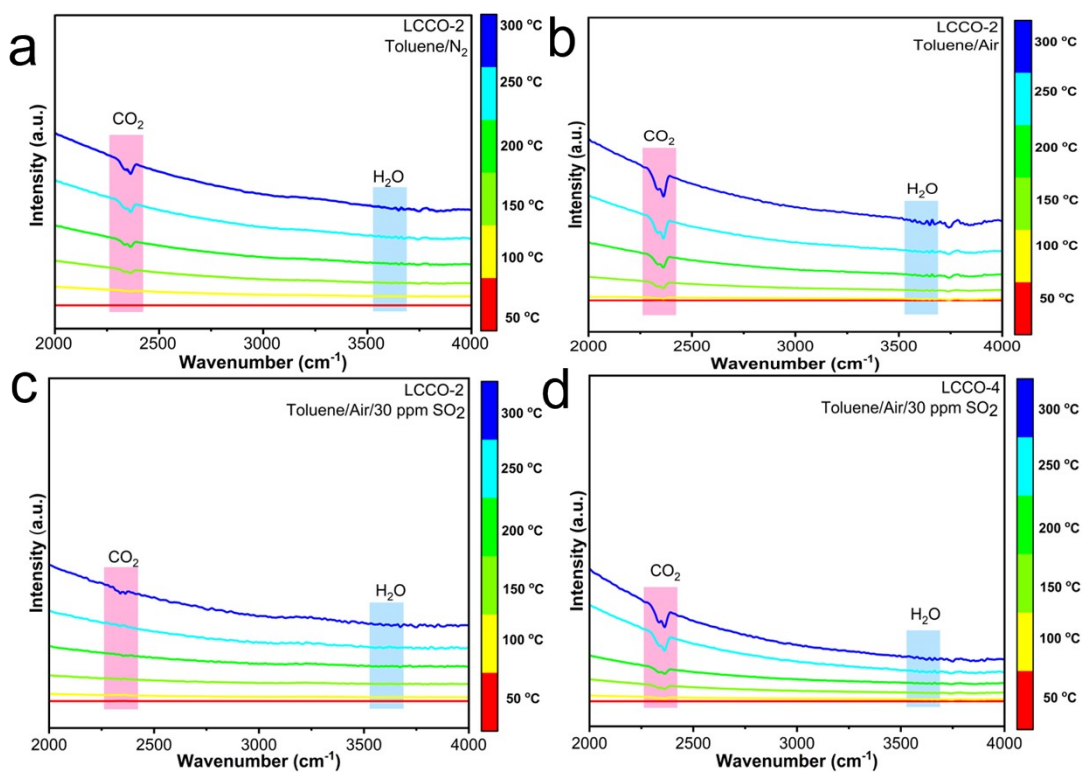 a
LCCO-2
Toluene/N₂
CO₂
H₂O
Intensity (a.u.)
2000 2500 3000 3500 4000
Wavenumber (cm⁻¹)
300 °C
250 °C
200 °C
150 °C
100 °C
50 °C
b
LCCO-2
Toluene/Air
CO₂
H₂O
Intensity (a.u.)
2000 2500 3000 3500 4000
Wavenumber (cm⁻¹)
300 °C
250 °C
200 °C
150 °C
100 °C
50 °C
c
LCCO-2
Toluene/Air/30 ppm SO₂
CO₂
H₂O
Intensity (a.u.)
2000 2500 3000 3500 4000
Wavenumber (cm⁻¹)
300 °C
250 °C
200 °C
150 °C
100 °C
50 °C
d
LCCO-4
Toluene/Air/30 ppm SO₂
CO₂
H₂O
Intensity (a.u.)
2000 2500 3000 3500 4000
Wavenumber (cm⁻¹)
300 °C
250 °C
200 °C
150 °C
100 °C
50 °C